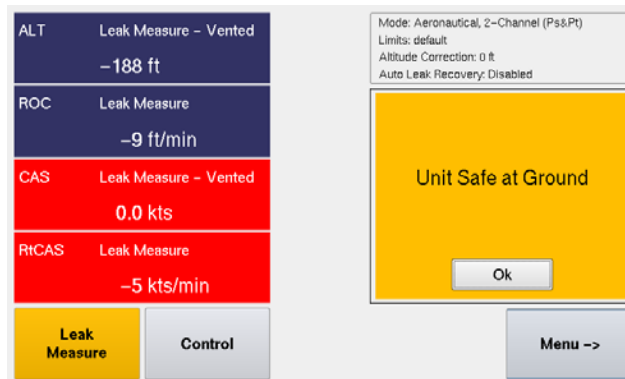 ALT Leak Measure – Vented
–188 ft
ROC Leak Measure
–9 ft/min
CAS Leak Measure – Vented
0.0 kts
RtCAS Leak Measure
–5 kts/min
Leak
Measure
Control
Mode: Aeronautical, 2–Channel (Ps&Pt)
Limits: default
Altitude Correction: 0 ft
Auto Leak Recovery: Disabled
Unit Safe at Ground
Ok
Menu –>